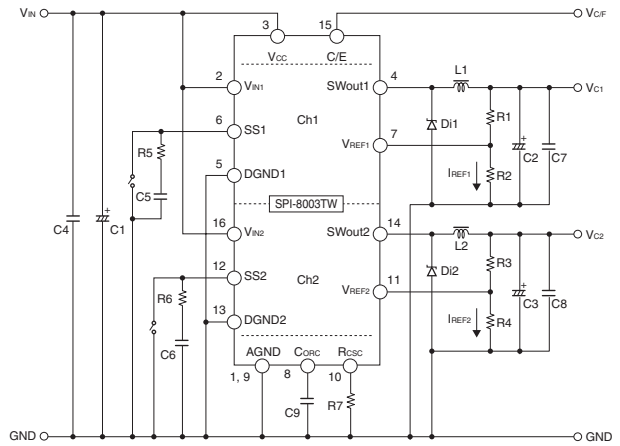 VIN
3
15
VC/F
VCC
C/E
2
VIN1
SWout1
4
L1
VC1
Ch1
Di1
R1
C2
C7
6
SS1
VREF1
7
R5
IREF1
R2
5
DGND1
C5
SPI-8003TW
C4
C1
16
VIN2
SWout2
14
L2
VC2
12
SS2
Ch2
Di2
R3
C3
C8
R6
VREF2
11
IREF2
R4
13
DGND2
C6
AGND
CORC
RCSC
1, 9
8
10
C9
R7
GND
GND